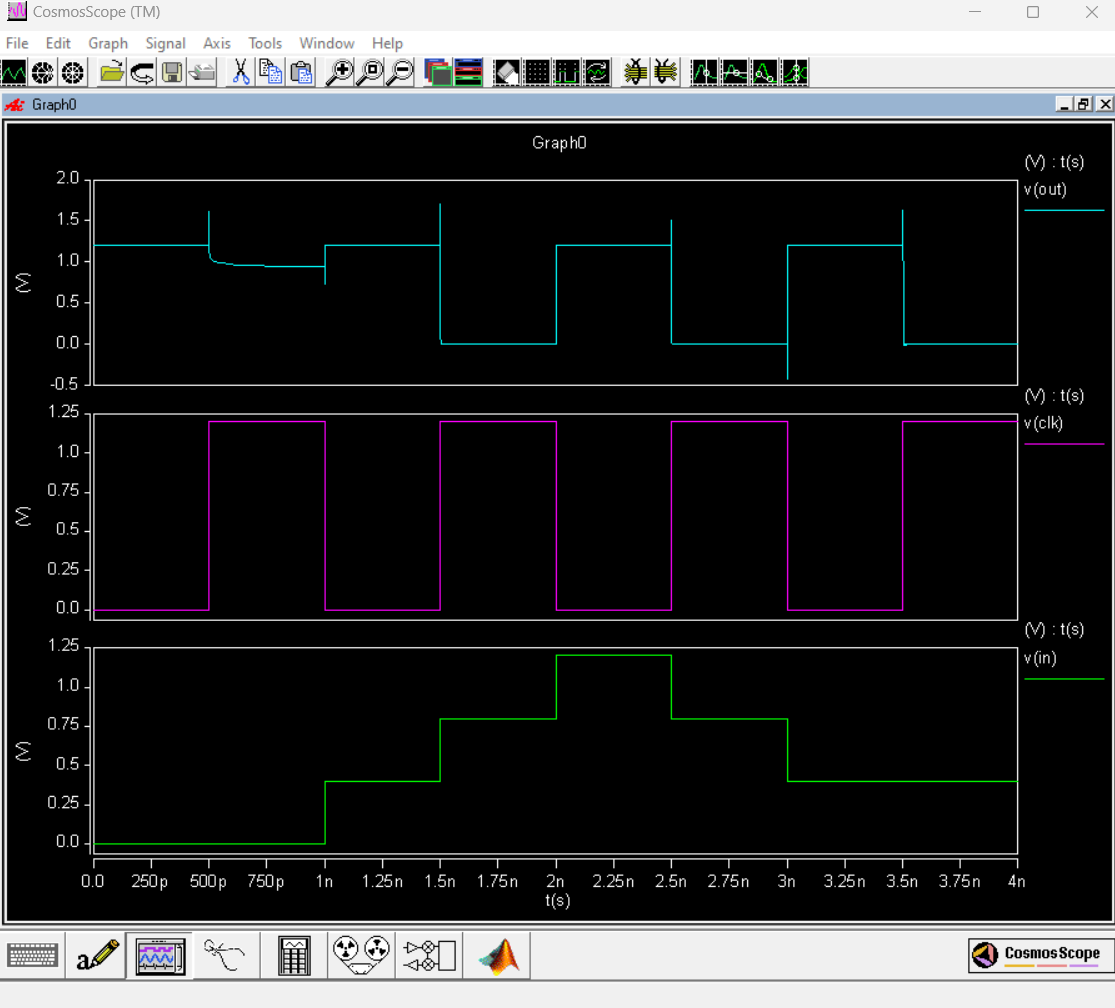 CosmosScope (TM)
File Edit Graph Signal Axis Tools Window Help
Graph0
Graph0
(V) : t(s)
v(out)
2.0
1.5
1.0
0.5
0.0
-0.5
(V)
(V) : t(s)
v(clk)
1.25
1.0
0.75
0.5
0.25
0.0
(V)
(V) : t(s)
v(in)
1.25
1.0
0.75
0.5
0.25
0.0
(V)
0.0 250p 500p 750p 1n 1.25n 1.5n 1.75n 2n 2.25n 2.5n 2.75n 3n 3.25n 3.5n 3.75n 4n
t(s)
a
CosmosScope